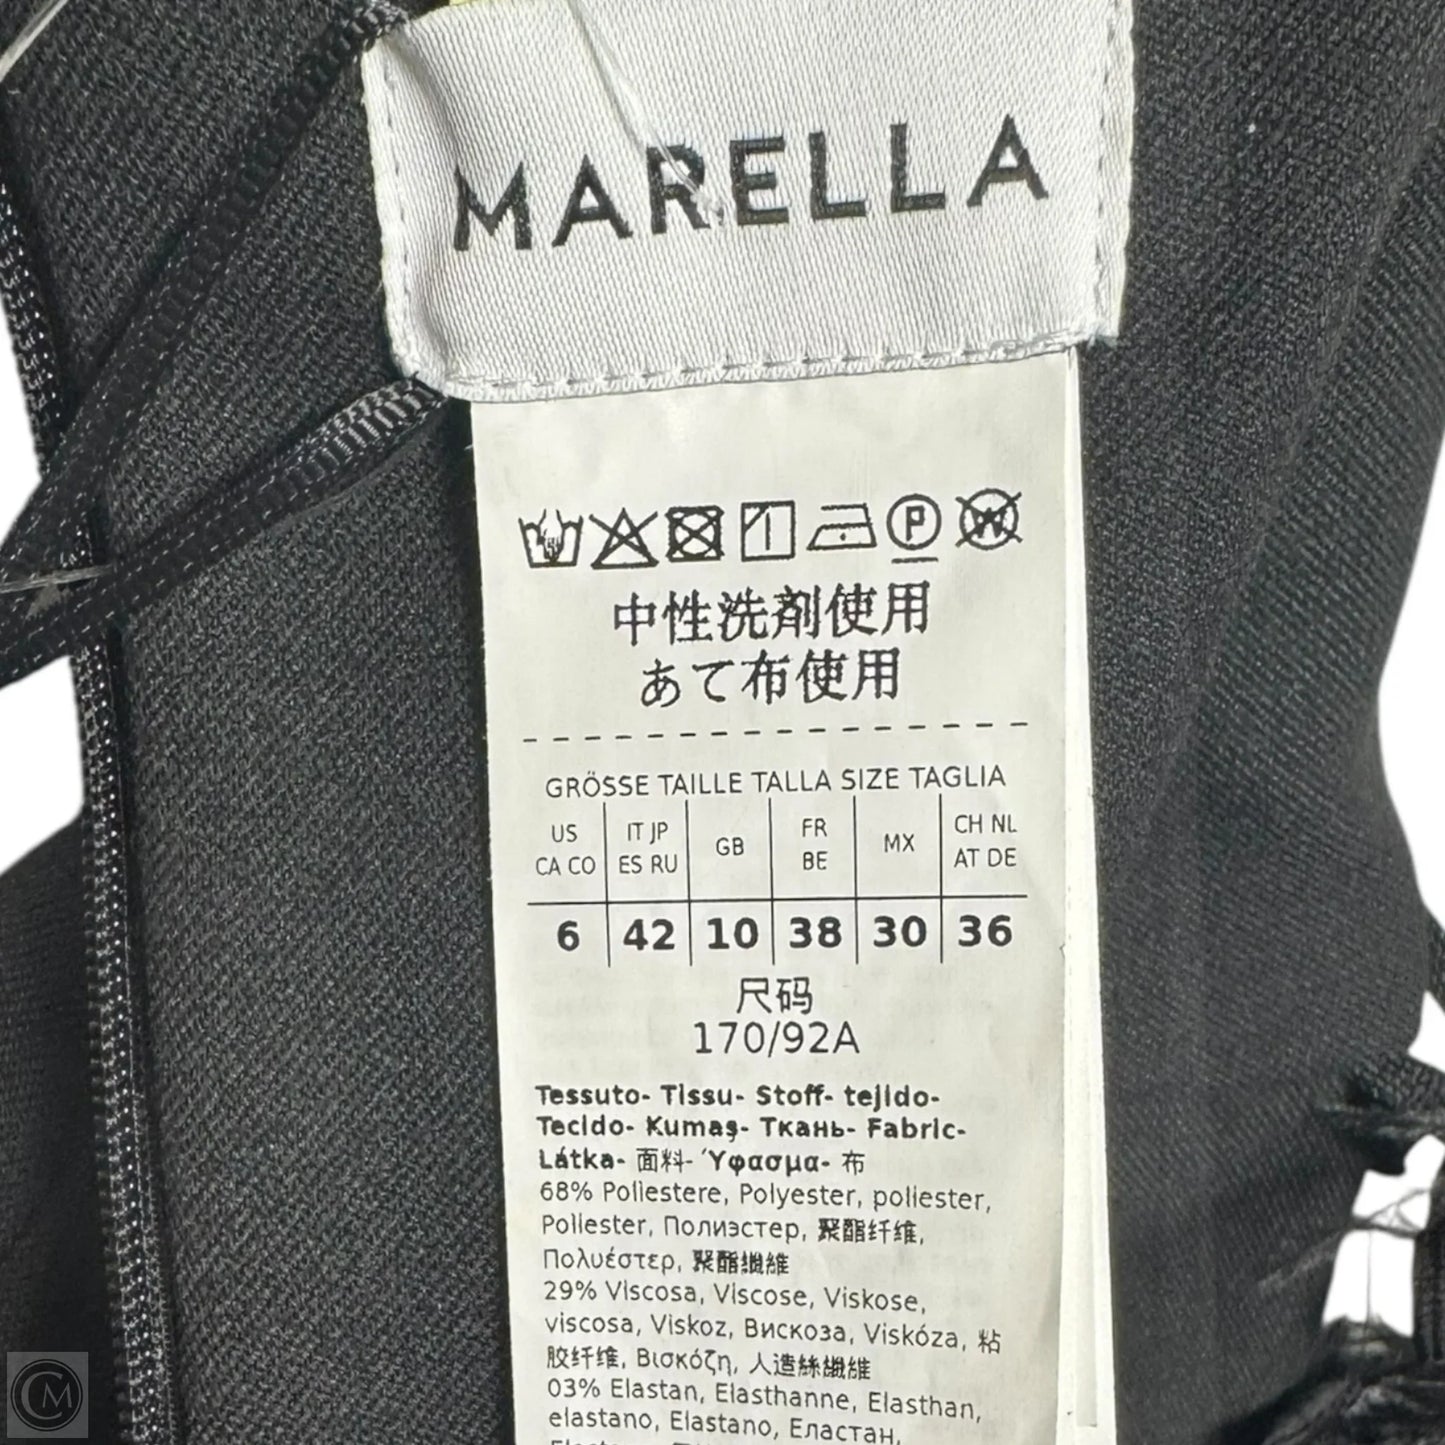 MARELLA
P W
中性洗剤使用
あて布使用
GRÖSSE TAILLE TALLA SIZE TAGLIA
US CA CO IT JP ES RU GB FR BE MX CH NL AT DE
6 42 10 38 30 36
尺码
170/92A
Tessuto- Tissu- Stoff- tejido-
Tecido- Kumaş- Ткань- Fabric-
Látka- 面料- Ύφασμα- 布
68% Poliestere, Polyester, poliester,
Poliester, Полиэстер, 聚酯纤维,
Πολυέστερ, 聚酯纖維
29% Viscosa, Viscose, Viskose,
viscosa, Viskoz, Вискоза, Viskóza, 粘
胶纤维, Βισκόζη, 人造絲纖維
03% Elastan, Elasthanne, Elasthan,
elastano, Elastano, Еластан,
CM